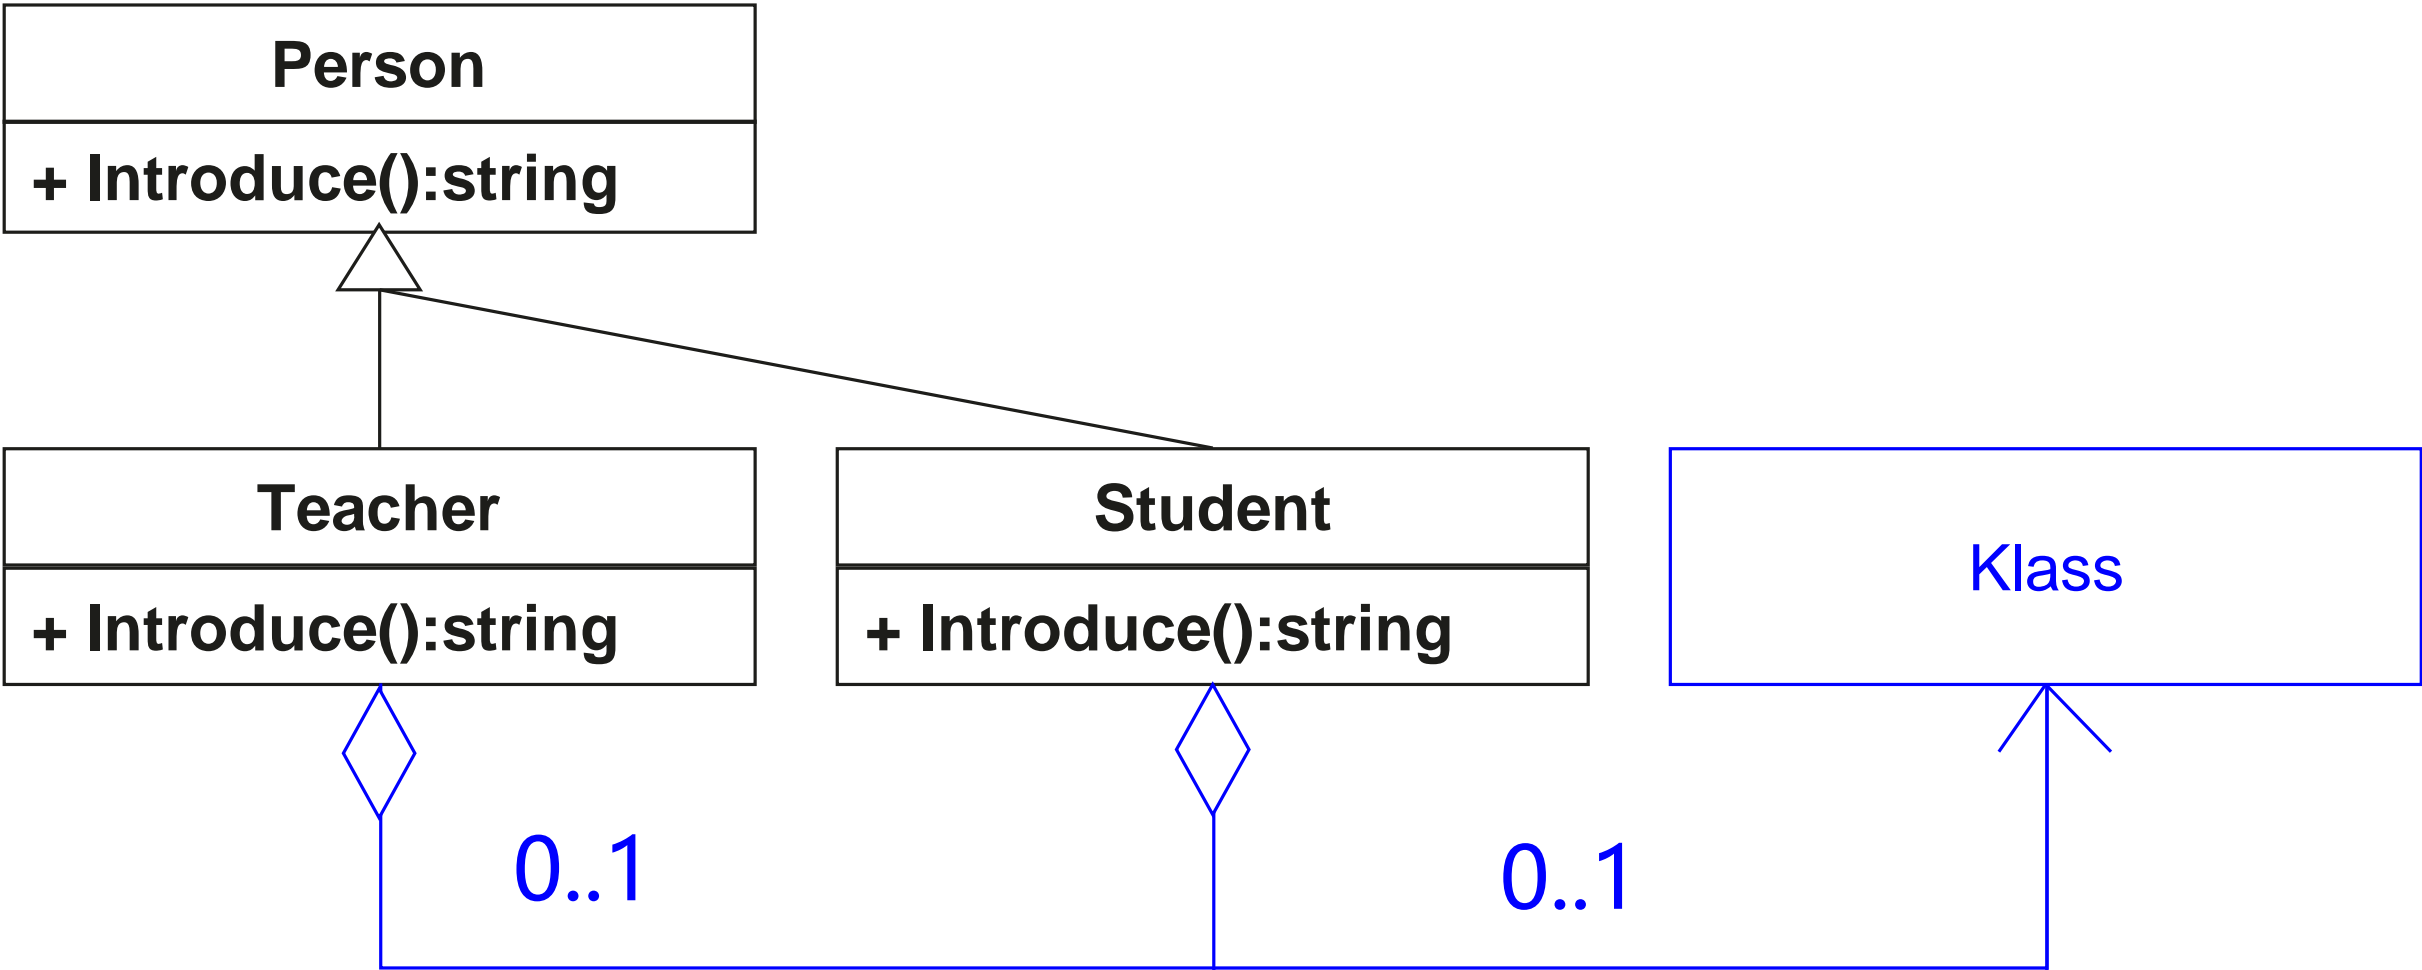 Person
+ Introduce():string
Teacher
Student
Klass
+ Introduce():string
+ Introduce():string
0..1
0..1